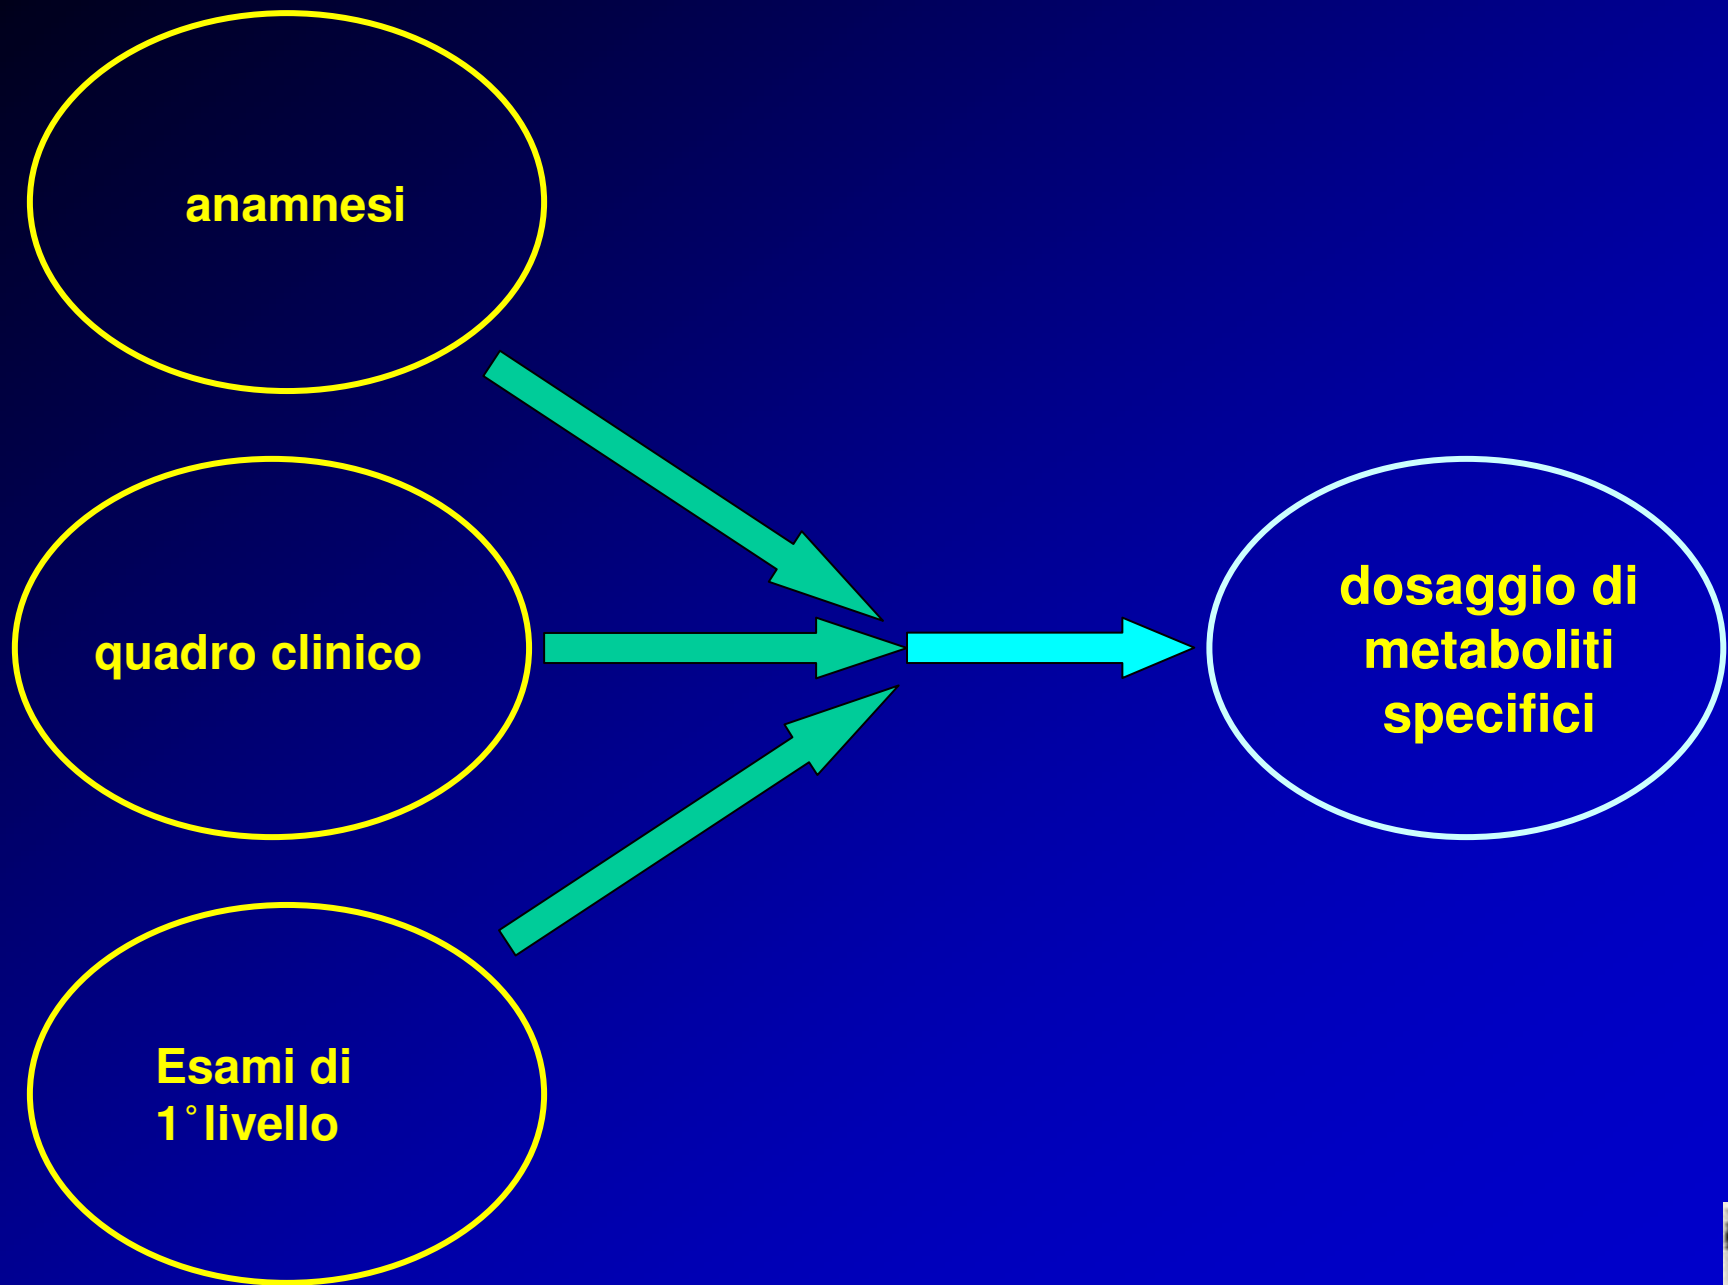 anamnesi
quadro clinico
dosaggio di
metaboliti
specifici
Esami di
1°livello